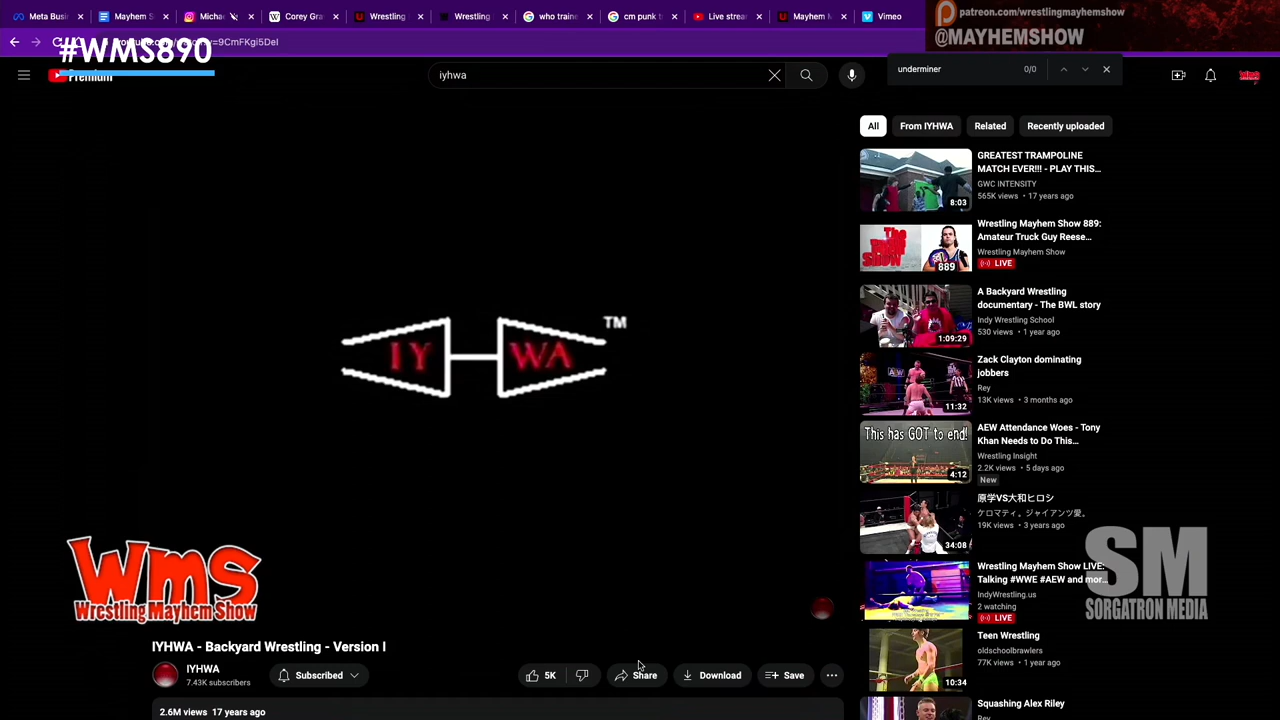 Meta Busi
Mayhem S
Micha
Corey Gra
Wrestling
Wrestling
who traine
cm punk t
Live strea
Mayhem M
Vimeo
patreon.com/wrestlingmayhemshow
@MAYHEMSHOW
#WMS890
=9CmFKgi5DeI
Premium
iyhwa
underminer
0/0
All
From IYHWA
Related
Recently uploaded
GREATEST TRAMPOLINE
MATCH EVER!!! - PLAY THIS...
GWC INTENSITY
565K views • 17 years ago
8:03
Wrestling Mayhem Show 889:
Amateur Truck Guy Reese...
Wrestling Mayhem Show
LIVE
889
A Backyard Wrestling
documentary - The BWL story
Indy Wrestling School
530 views • 1 year ago
1:09:29
IY WA
TM
Zack Clayton dominating
jobbers
Rey
13K views • 3 months ago
11:32
This has GOT to end!
AEW Attendance Woes - Tony
Khan Needs to Do This...
Wrestling Insight
2.2K views • 5 days ago
New
4:12
原学VS大和ヒロシ
ケロマティ。ジャイアンツ愛。
19K views • 3 years ago
34:08
Wrestling Mayhem Show LIVE:
Talking #WWE #AEW and mor...
IndyWrestling.us
2 watching
LIVE
SM
SORGATRON MEDIA
wms
Wrestling Mayhem Show
Teen Wrestling
oldschoolbrawlers
77K views • 1 year ago
10:34
IYHWA - Backyard Wrestling - Version I
IYHWA
7.43K subscribers
Subscribed
5K
Share
Download
Save
Squashing Alex Riley
Rey
2.6M views 17 years ago